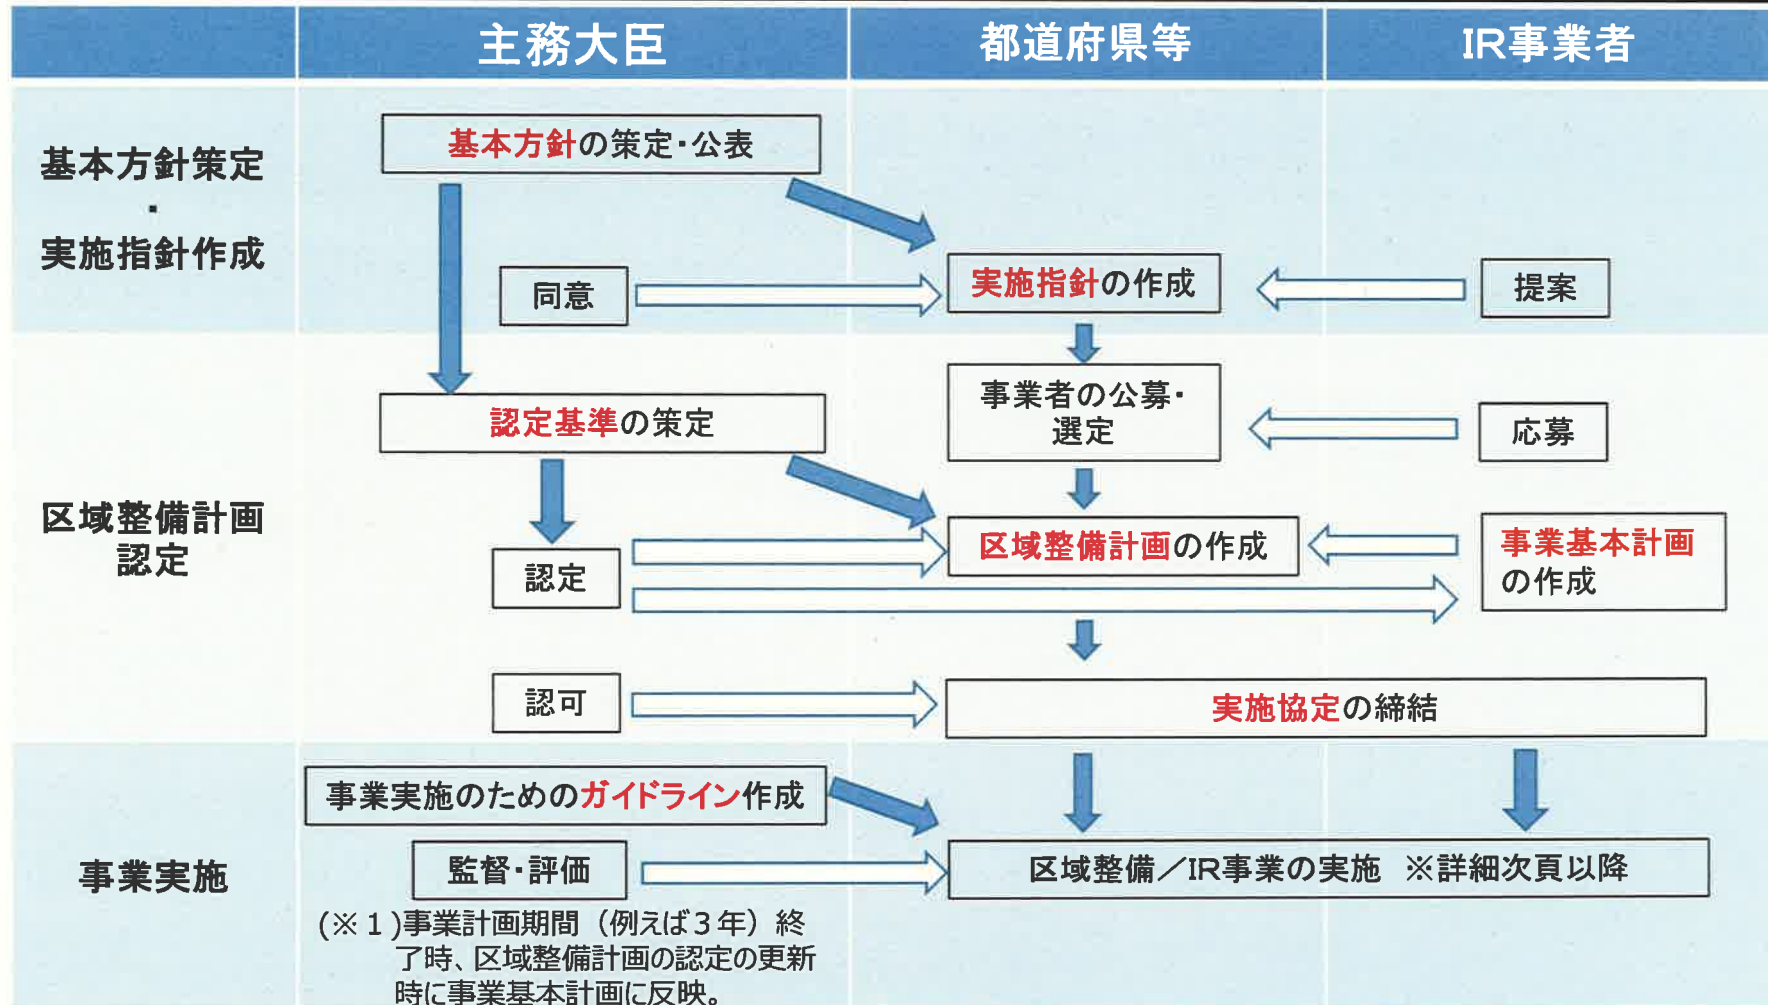 主務大臣
都道府県等
IR事業者
基本方針策定
・
実施指針作成
基本方針の策定・公表
同意
実施指針の作成
提案
区域整備計画
認定
認定基準の策定
事業者の公募・
選定
応募
認定
区域整備計画の作成
事業基本計画
の作成
認可
実施協定の締結
事業実施
事業実施のためのガイドライン作成
監督・評価
区域整備／IR事業の実施 ※詳細次頁以降
(※１)事業計画期間（例えば３年）終
了時、区域整備計画の認定の更新
時に事業基本計画に反映。